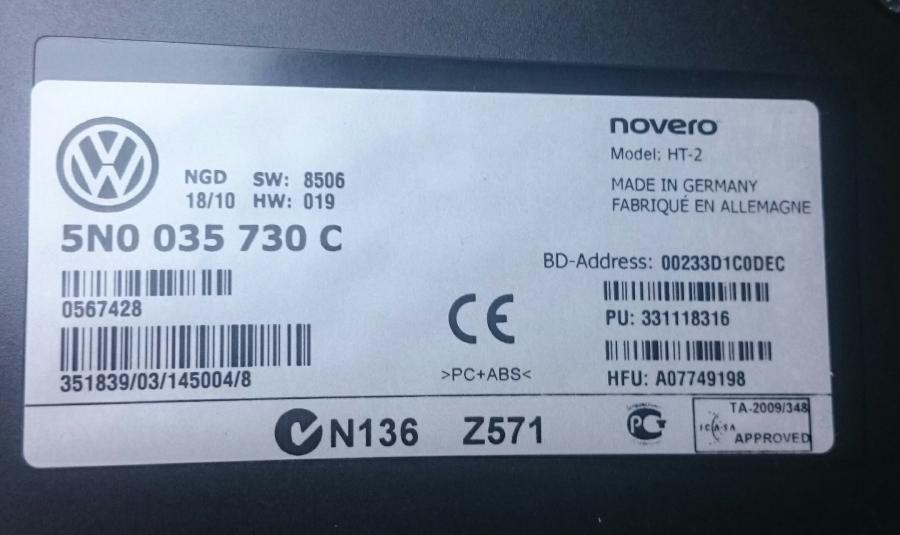 NGD SW: 8506
18/10 HW: 019
5N0 035 730 C
0567428
351839/03/145004/8
novero
Model: HT-2
MADE IN GERMANY
FABRIQUÉ EN ALLEMAGNE
BD-Address: 00233D1C0DEC
PU: 331118316
HFU: A07749198
CE
>PC+ABS<
N136 Z571
TA-2009/348
ICASA
APPROVED